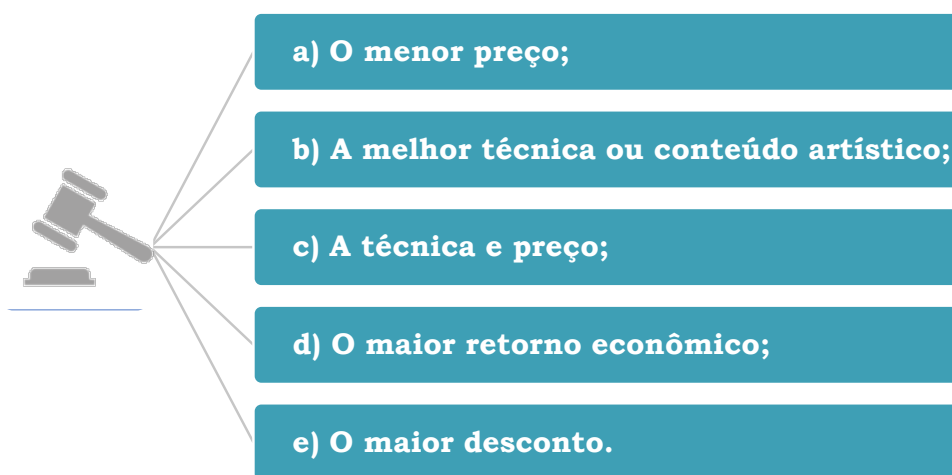 a) O menor preço;
b) A melhor técnica ou conteúdo artístico;
c) A técnica e preço;
d) O maior retorno econômico;
e) O maior desconto.